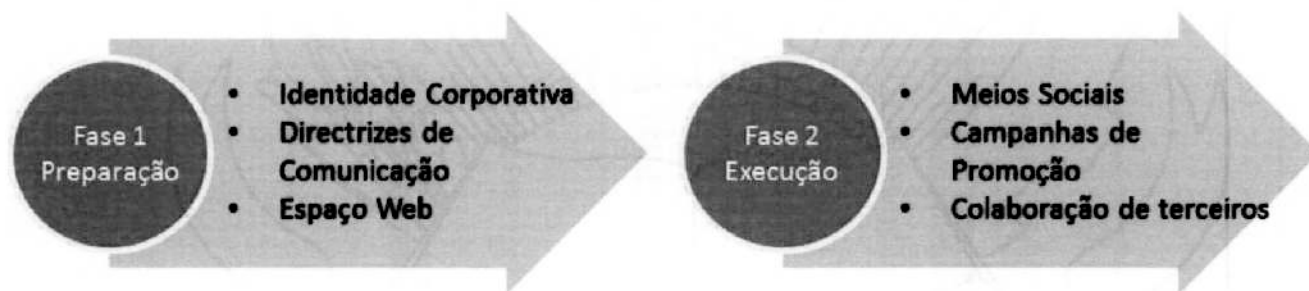 Fase 1
Preparação
• Identidade Corporativa
• Directrizes de
Comunicação
• Espaço Web
Fase 2
Execução
• Meios Sociais
• Campanhas de
Promoção
• Colaboração de terceiros